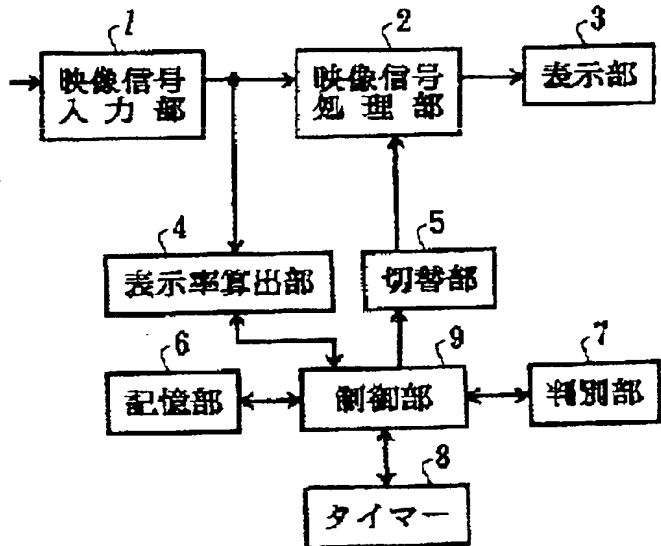 1
映像信号
入力部
2
映像信号
処理部
3
表示部
4
表示率算出部
5
切替部
6
記憶部
9
制御部
7
判別部
8
タイマー